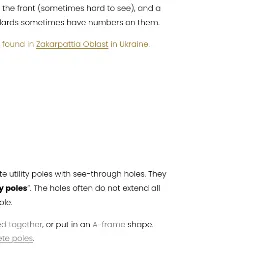 the front (sometimes hard to see), and a
lards sometimes have numbers on them.
found in Zakarpattia Oblast in Ukraine.
te utility poles with see-through holes. They
y poles”. The holes often do not extend all
ole.
ed together, or put in an A-frame shape.
ete poles.